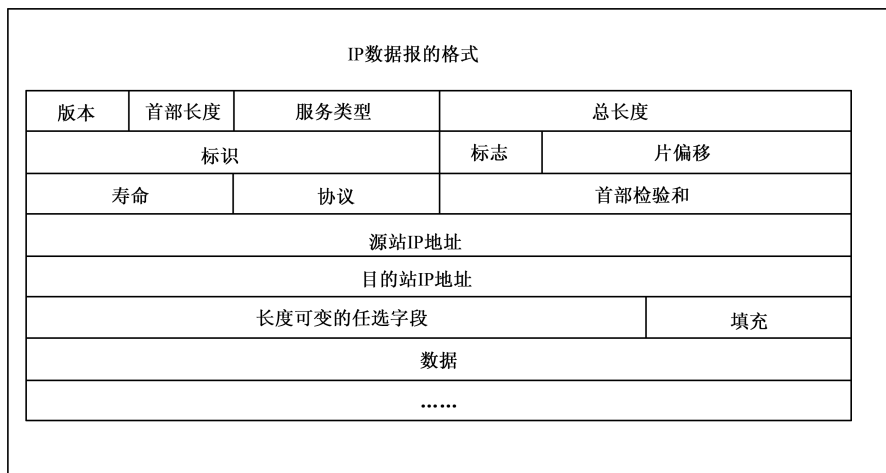 IP数据报的格式
版本 首部长度 服务类型 总长度
标识 标志 片偏移
寿命 协议 首部检验和
源站IP地址
目的站IP地址
长度可变的任选字段 填充
数据
……